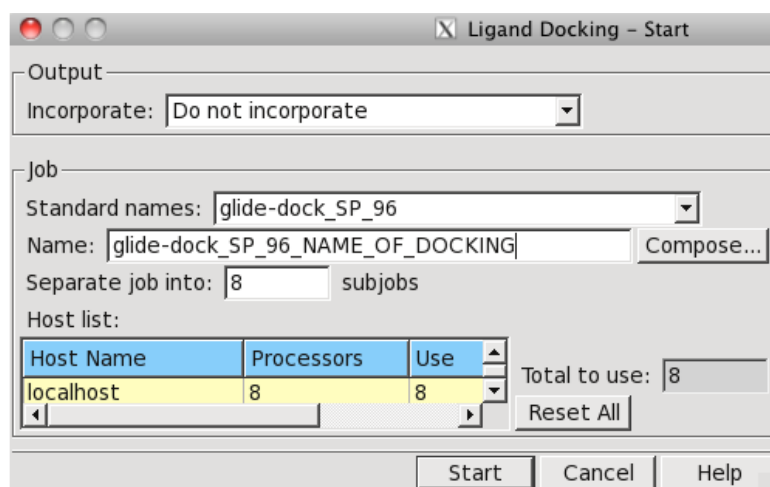 X Ligand Docking – Start
Output
Incorporate: Do not incorporate
Job
Standard names: glide-dock_SP_96
Name: glide-dock_SP_96_NAME_OF_DOCKING Compose...
Separate job into: 8 subjobs
Host list:
Host Name Processors Use
localhost 8 8
Total to use: 8
Reset All
Start Cancel Help